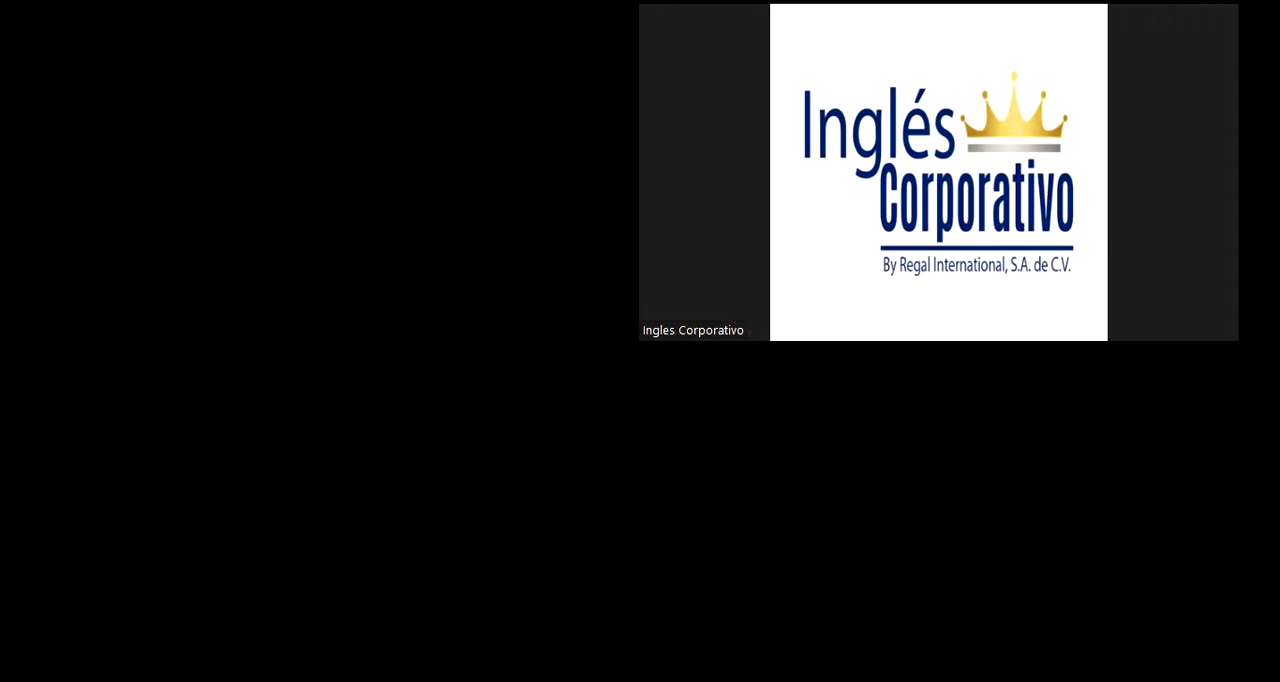 Inglés
Corporativo
By Regal International, S.A. de C.V.
Ingles Corporativo